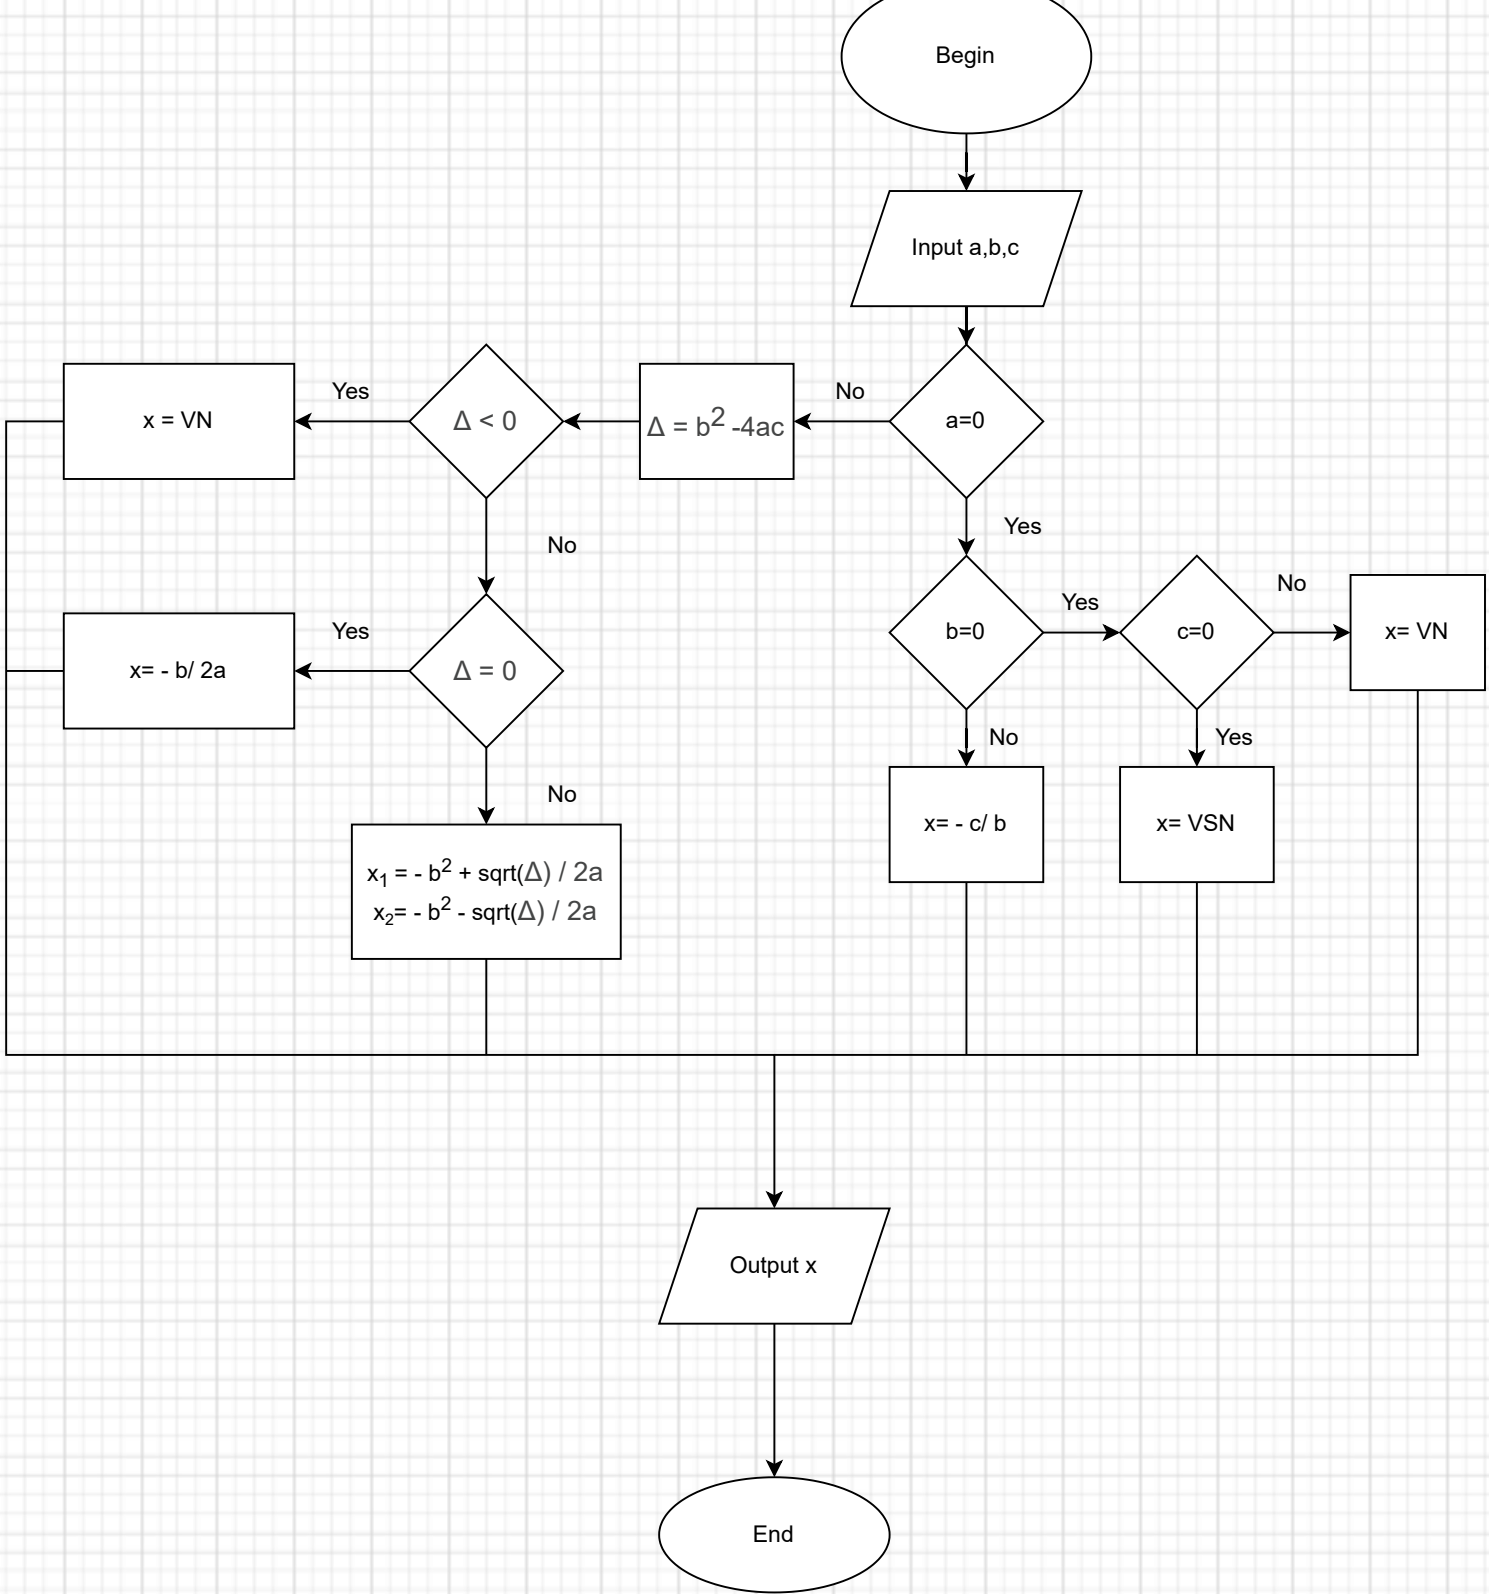 Begin
Input a,b,c
a=0
No
Δ = b² -4ac
Δ < 0
Yes
x = VN
No
Δ = 0
Yes
x= - b/ 2a
No
x₁ = - b² + sqrt(Δ) / 2a
x₂= - b² - sqrt(Δ) / 2a
Yes
b=0
Yes
c=0
No
x= VN
No
x= - c/ b
Yes
x= VSN
Output x
End